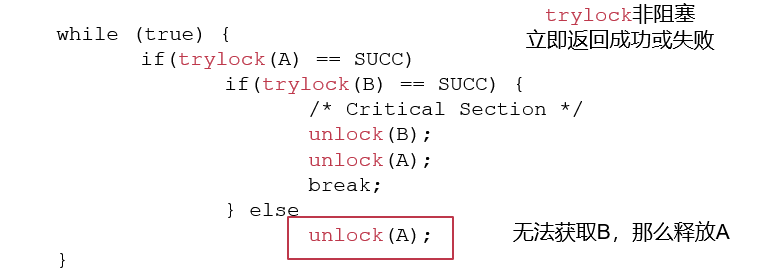 trylock非阻塞
立即返回成功或失败
while (true) {
if(trylock(A) == SUCC)
if(trylock(B) == SUCC) {
/* Critical Section */
unlock(B);
unlock(A);
break;
} else
unlock(A);
无法获取B，那么释放A
}